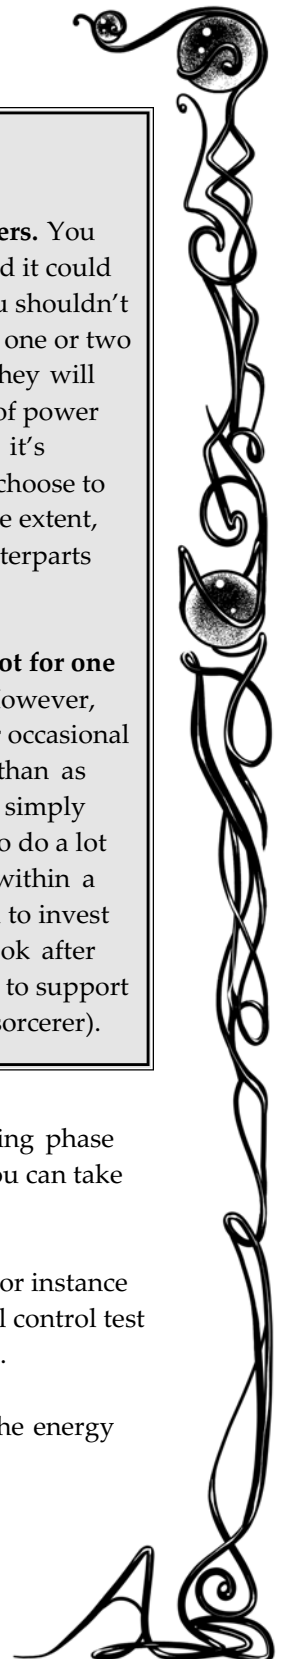 ers. You
d it could
u shouldn't
one or two
hey will
of power
it's
choose to
e extent,
terparts
ot for one
However,
r occasional
than as
simply
o do a lot
within a
to invest
ok after
to support
sorcerer).
ing phase
ou can take
or instance
l control test
.
he energy